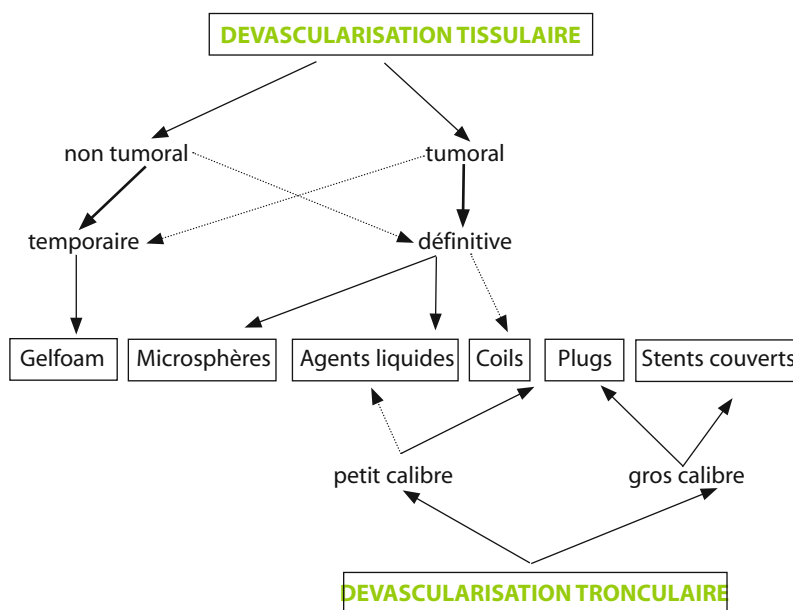 DEVASCULARISATION TISSULAIRE
non tumoral tumoral
temporaire définitive
Gelfoam Microsphères Agents liquides Coils Plugs Stents couverts
petit calibre gros calibre
DEVASCULARISATION TRONCULAIRE